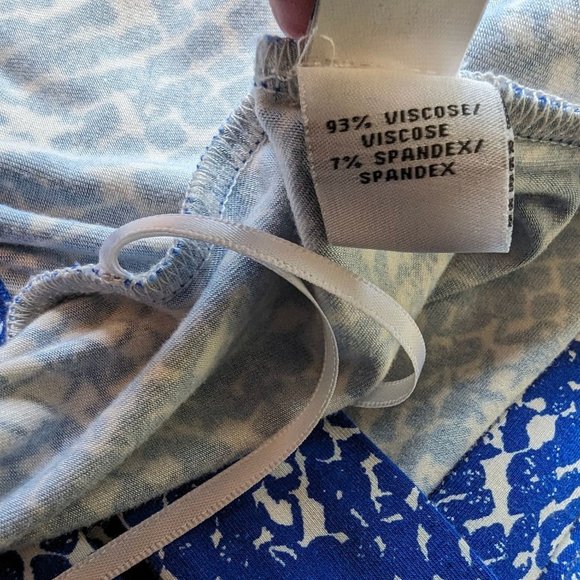 93% VISCOSE/
VISCOSE
7% SPANDEX/
SPANDEX